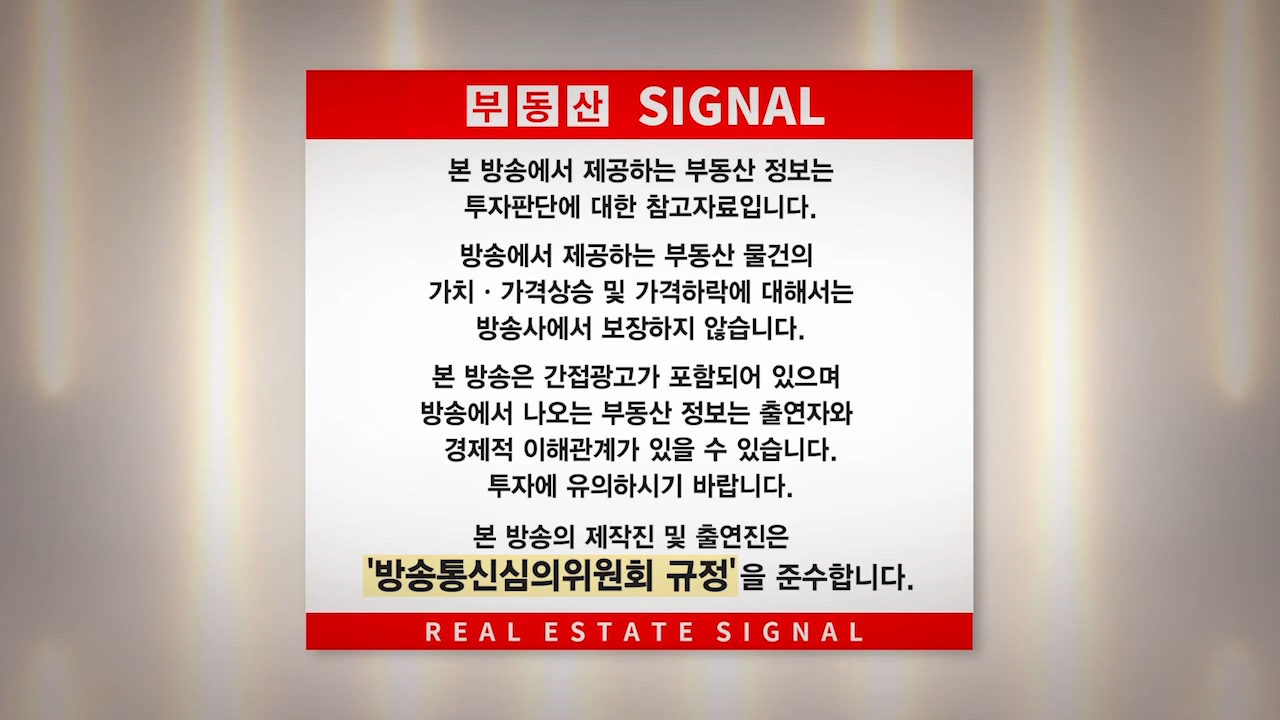 부동산 SIGNAL
본 방송에서 제공하는 부동산 정보는
투자판단에 대한 참고자료입니다.
방송에서 제공하는 부동산 물건의
가치 · 가격상승 및 가격하락에 대해서는
방송사에서 보장하지 않습니다.
본 방송은 간접광고가 포함되어 있으며
방송에서 나오는 부동산 정보는 출연자와
경제적 이해관계가 있을 수 있습니다.
투자에 유의하시기 바랍니다.
본 방송의 제작진 및 출연진은
'방송통신심의위원회 규정'을 준수합니다.
REAL ESTATE SIGNAL